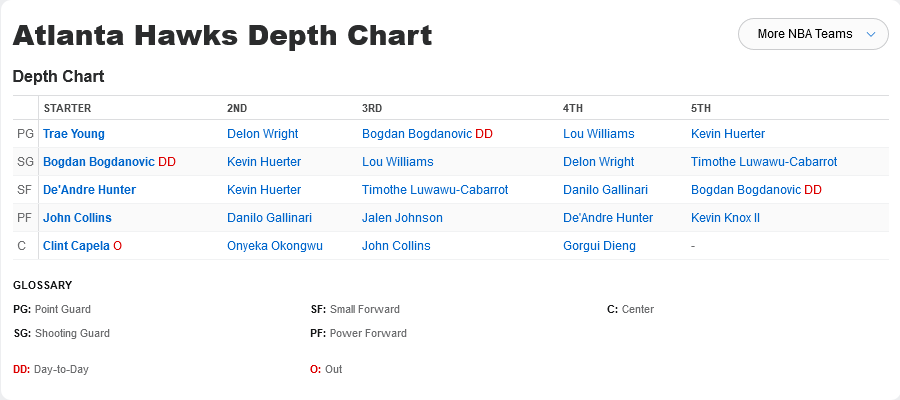 Atlanta Hawks Depth Chart
More NBA Teams
Depth Chart
STARTER 2ND 3RD 4TH 5TH
PG Trae Young Delon Wright Bogdan Bogdanovic DD Lou Williams Kevin Huerter
SG Bogdan Bogdanovic DD Kevin Huerter Lou Williams Delon Wright Timothe Luwawu-Cabarrot
SF De'Andre Hunter Kevin Huerter Timothe Luwawu-Cabarrot Danilo Gallinari Bogdan Bogdanovic DD
PF John Collins Danilo Gallinari Jalen Johnson De'Andre Hunter Kevin Knox II
C Clint Capela O Onyeka Okongwu John Collins Gorgui Dieng -
GLOSSARY
PG: Point Guard SF: Small Forward C: Center
SG: Shooting Guard PF: Power Forward
DD: Day-to-Day O: Out